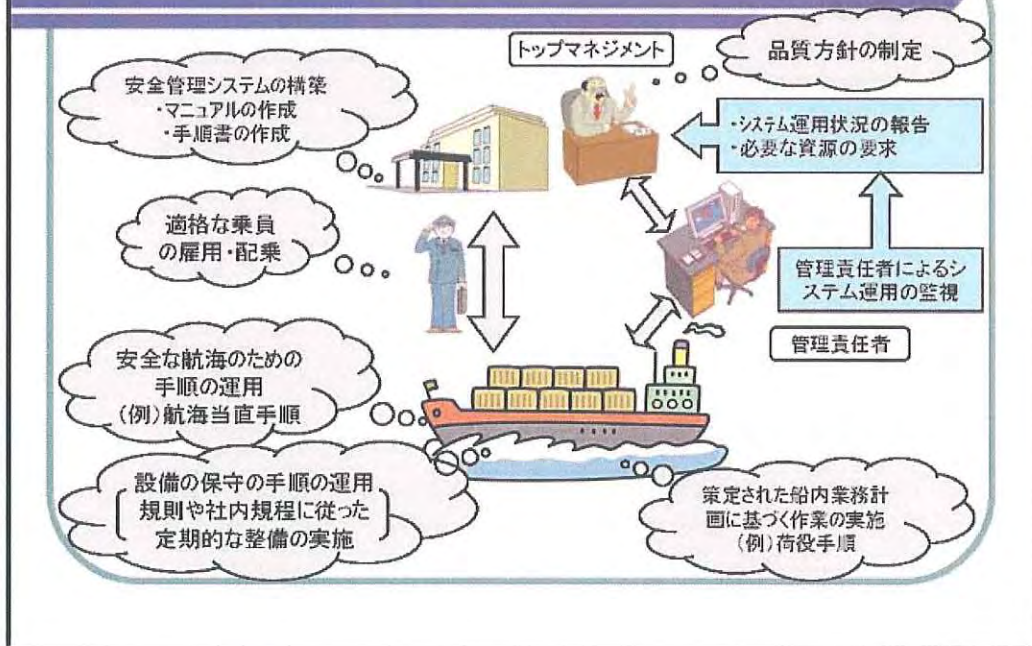 トップマネジメント
品質方針の制定
安全管理システムの構築
・マニュアルの作成
・手順書の作成
・システム運用状況の報告
・必要な資源の要求
適格な乗員
の雇用・配乗
管理責任者によるシ
ステム運用の監視
管理責任者
安全な航海のための
手順の運用
(例)航海当直手順
設備の保守の手順の運用
規則や社内規程に従った
定期的な整備の実施
策定された船内業務計
画に基づく作業の実施
(例)荷役手順